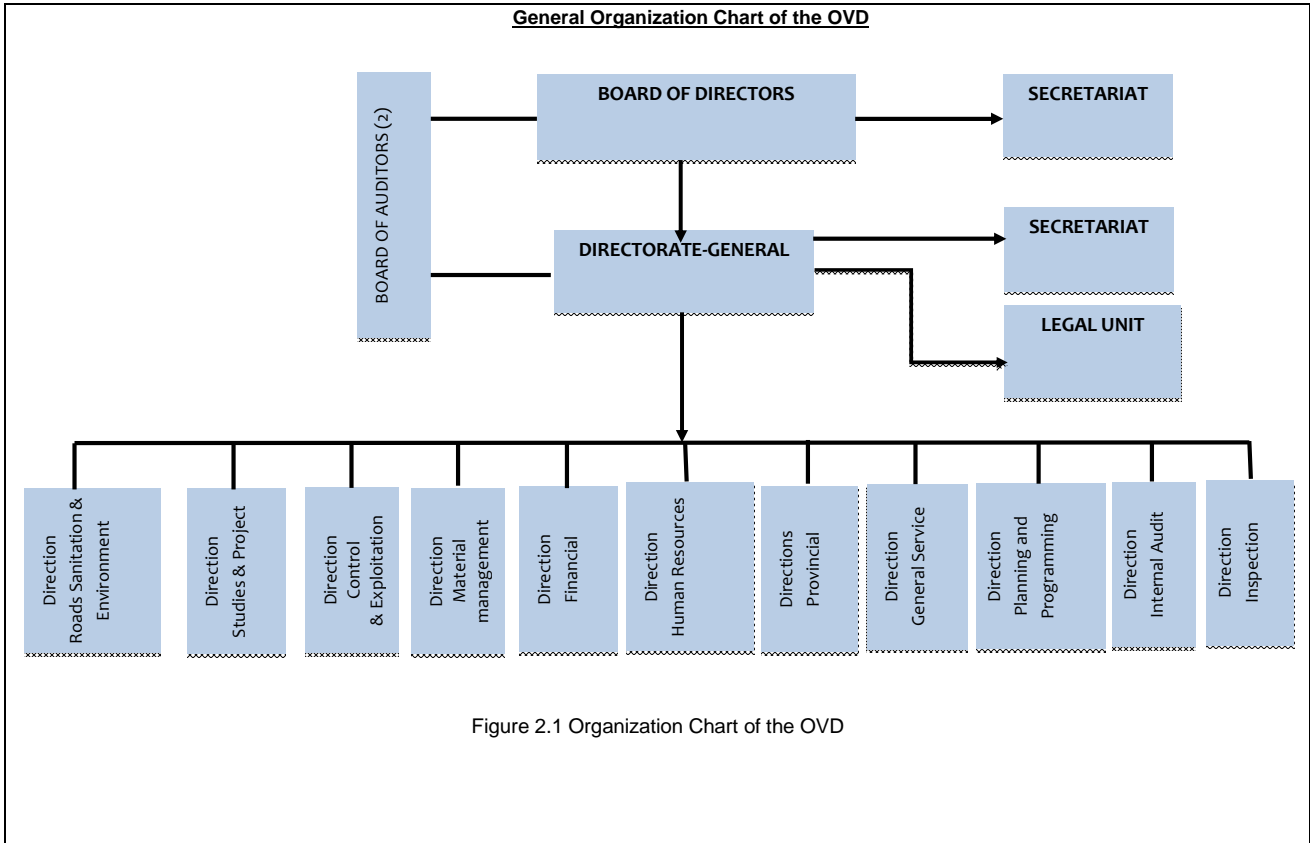 General Organization Chart of the OVD
BOARD OF DIRECTORS
SECRETARIAT
BOARD OF AUDITORS (2)
DIRECTORATE-GENERAL
SECRETARIAT
LEGAL UNIT
Direction
Roads Sanitation &
Environment
Direction
Studies & Project
Direction
Control
& Exploitation
Direction
Material
management
Direction
Financial
Direction
Human Resources
Directions
Provincial
Direction
General Service
Direction
Planning and
Programming
Direction
Internal Audit
Direction
Inspection
Figure 2.1 Organization Chart of the OVD